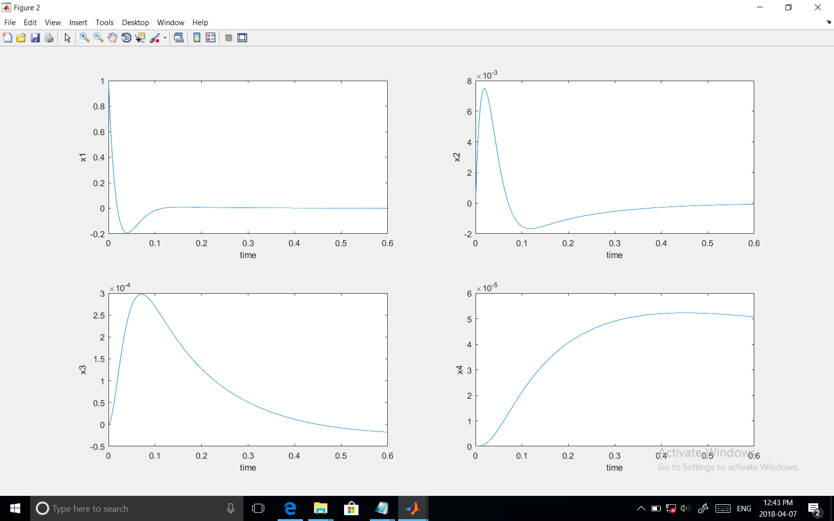 Figure 2
File Edit View Insert Tools Desktop Window Help
1
0.8
0.6
0.4
0.2
0
-0.2
x1
0 0.1 0.2 0.3 0.4 0.5 0.6
time
×10⁻³
8
6
4
2
0
-2
x2
0 0.1 0.2 0.3 0.4 0.5 0.6
time
×10⁻⁴
3
2.5
2
1.5
1
0.5
0
-0.5
x3
0 0.1 0.2 0.3 0.4 0.5 0.6
time
×10⁻⁵
6
5
4
3
2
1
0
x4
0 0.1 0.2 0.3 0.4 0.5 0.6
time
Activate Windows
Go to Settings to activate Windows.
Type here to search
ENG
12:43 PM
2018-04-07
2